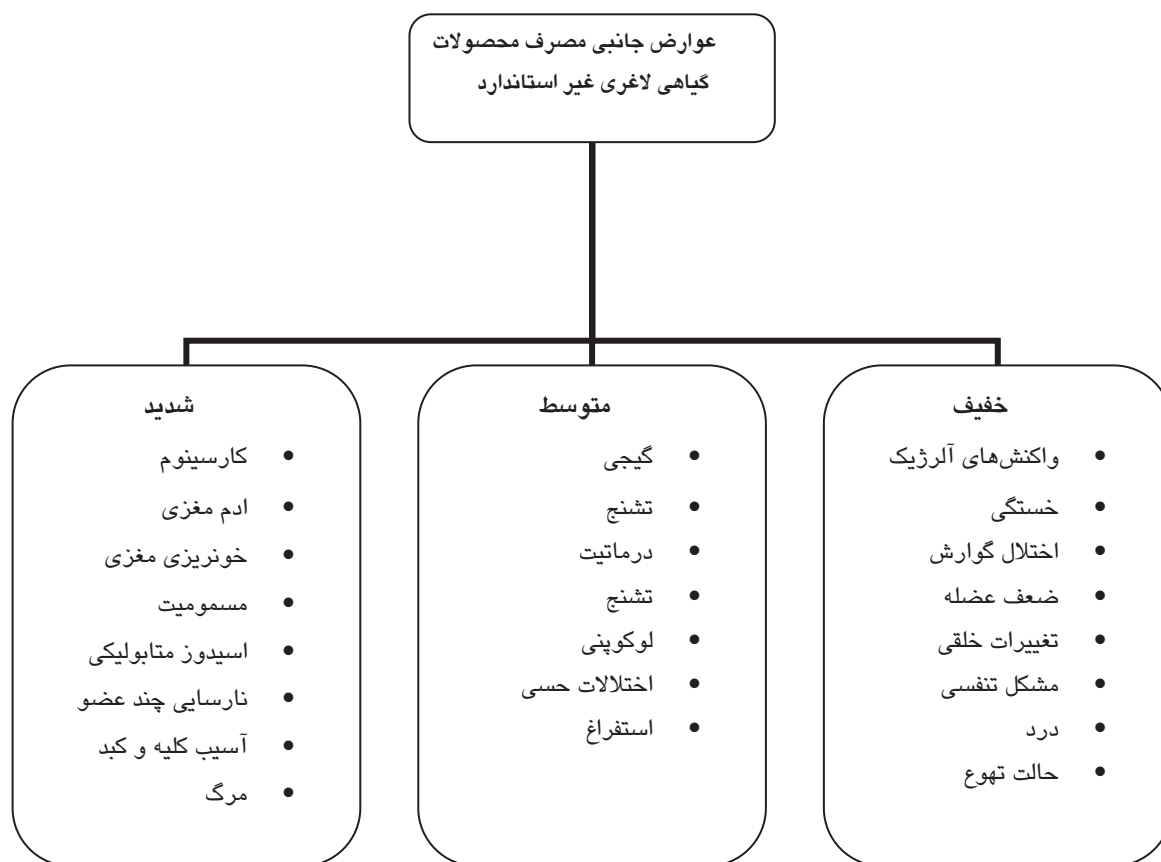 عوارض جانبی مصرف محصولات
گیاهی لاغری غیر استاندارد
خفیف
• واکنش‌های آلرژیک
• خستگی
• اختلال گوارش
• ضعف عضله
• تغییرات خلقی
• مشکل تنفسی
• درد
• حالت تهوع
متوسط
• گیجی
• تشنج
• درماتیت
• تشنج
• لوکوپنی
• اختلالات حسی
• استفراغ
شدید
• کارسینوم
• ادم مغزی
• خونریزی مغزی
• مسمومیت
• اسیدوز متابولیکی
• نارسایی چند عضو
• آسیب کلیه و کبد
• مرگ